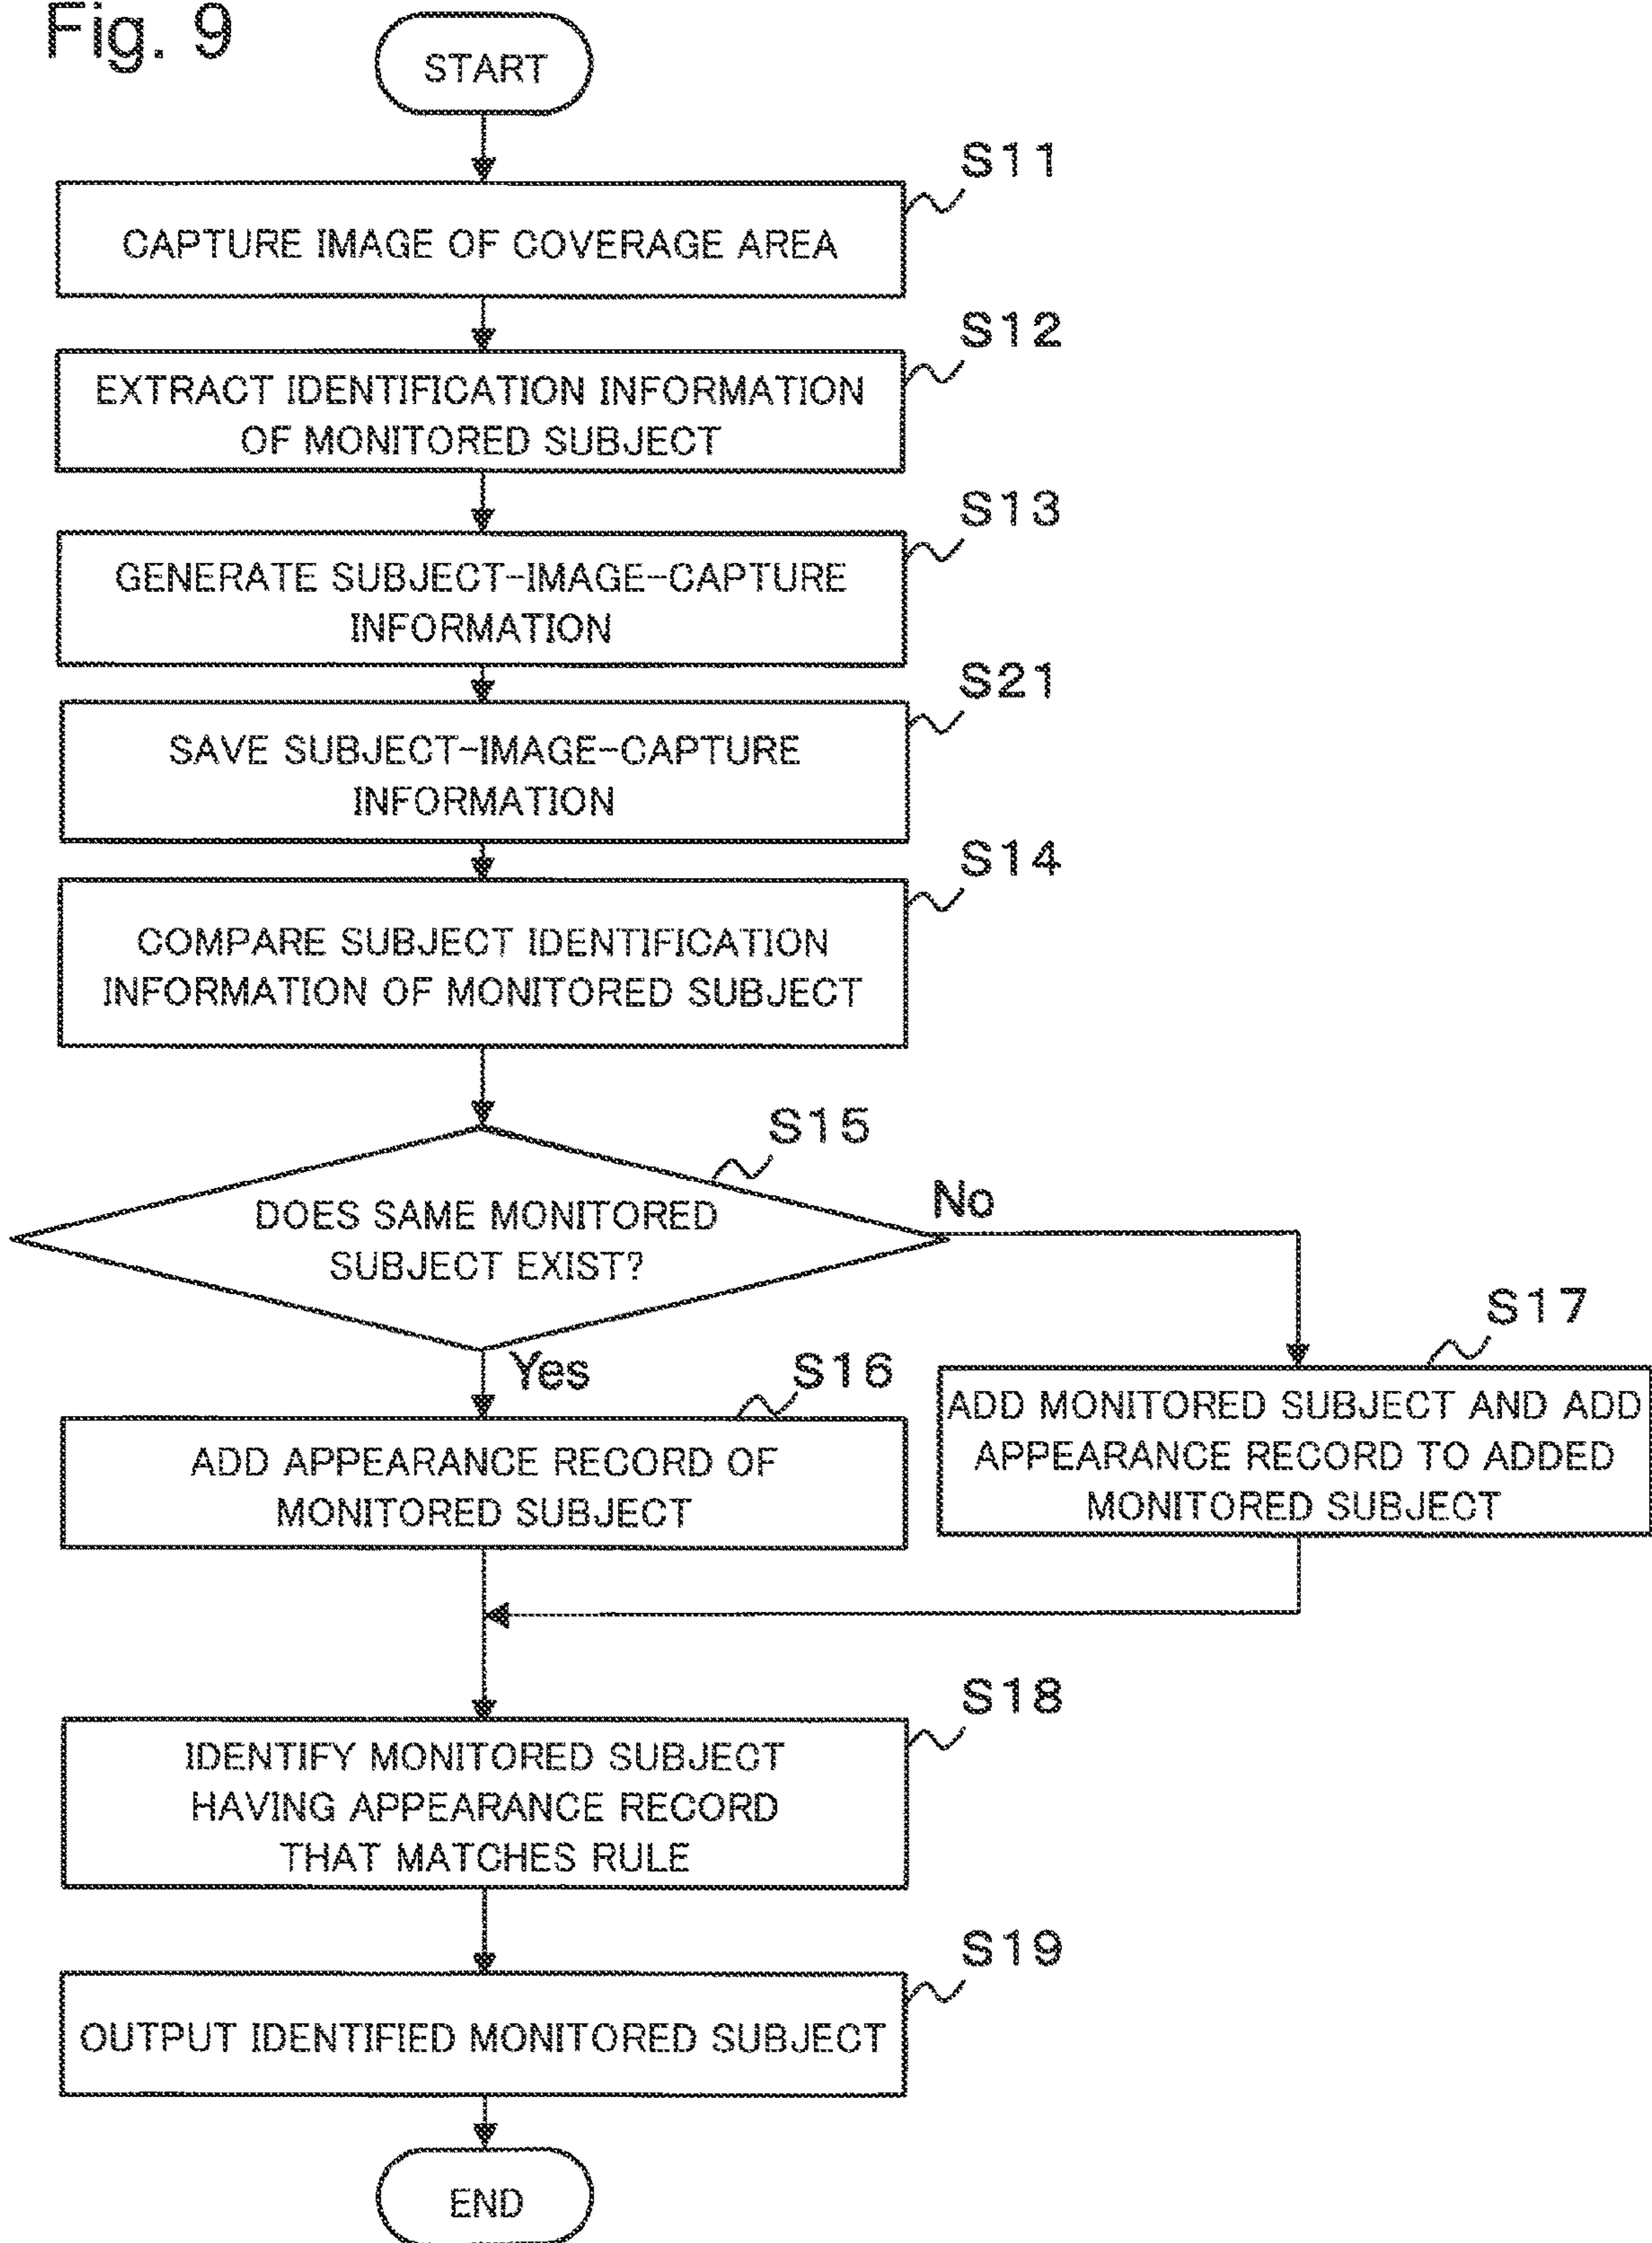 Fig. 9
START
S11
CAPTURE IMAGE OF COVERAGE AREA
S12
EXTRACT IDENTIFICATION INFORMATION
OF MONITORED SUBJECT
S13
GENERATE SUBJECT-IMAGE-CAPTURE
INFORMATION
S21
SAVE SUBJECT-IMAGE-CAPTURE
INFORMATION
S14
COMPARE SUBJECT IDENTIFICATION
INFORMATION OF MONITORED SUBJECT
S15
DOES SAME MONITORED
SUBJECT EXIST?
No
Yes
S16
ADD APPEARANCE RECORD OF
MONITORED SUBJECT
S17
ADD MONITORED SUBJECT AND ADD
APPEARANCE RECORD TO ADDED
MONITORED SUBJECT
S18
IDENTIFY MONITORED SUBJECT
HAVING APPEARANCE RECORD
THAT MATCHES RULE
S19
OUTPUT IDENTIFIED MONITORED SUBJECT
END